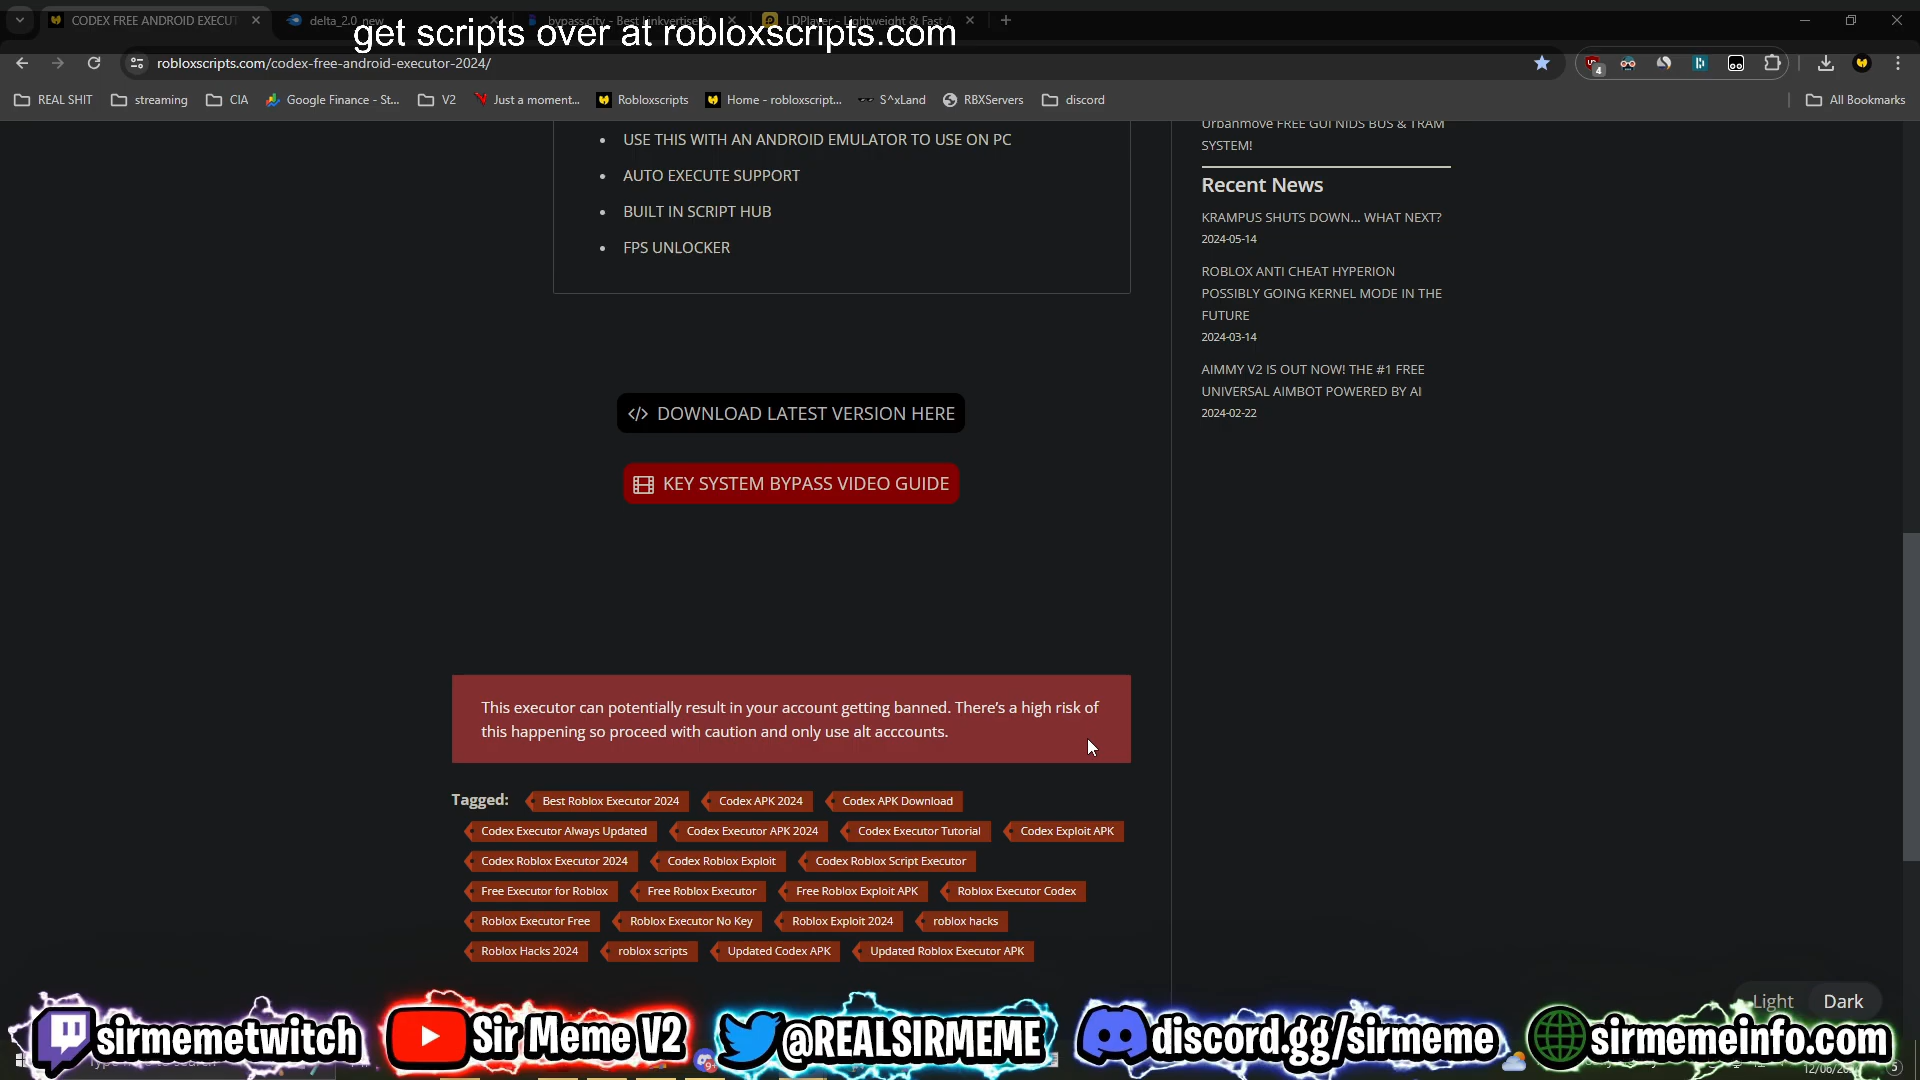 CODEX FREE ANDROID EXECUT
delta_2.0_new
bypass.city - Best Linkvertise &
LDPlayer - Lightweight & Fast
get scripts over at robloxscripts.com
robloxscripts.com/codex-free-android-executor-2024/
4
REAL SHIT
streaming
CIA
Google Finance - St...
V2
Just a moment...
Robloxscripts
Home - robloxscript...
S^xLand
RBXServers
discord
All Bookmarks
USE THIS WITH AN ANDROID EMULATOR TO USE ON PC
AUTO EXECUTE SUPPORT
BUILT IN SCRIPT HUB
FPS UNLOCKER
Urbanmove FREE GUI NIDS BUS & TRAM
SYSTEM!
Recent News
KRAMPUS SHUTS DOWN... WHAT NEXT?
2024-05-14
ROBLOX ANTI CHEAT HYPERION
POSSIBLY GOING KERNEL MODE IN THE
FUTURE
2024-03-14
AIMMY V2 IS OUT NOW! THE #1 FREE
UNIVERSAL AIMBOT POWERED BY AI
2024-02-22
</> DOWNLOAD LATEST VERSION HERE
KEY SYSTEM BYPASS VIDEO GUIDE
This executor can potentially result in your account getting banned. There's a high risk of
this happening so proceed with caution and only use alt acccounts.
Tagged:
Best Roblox Executor 2024
Codex APK 2024
Codex APK Download
Codex Executor Always Updated
Codex Executor APK 2024
Codex Executor Tutorial
Codex Exploit APK
Codex Roblox Executor 2024
Codex Roblox Exploit
Codex Roblox Script Executor
Free Executor for Roblox
Free Roblox Executor
Free Roblox Exploit APK
Roblox Executor Codex
Roblox Executor Free
Roblox Executor No Key
Roblox Exploit 2024
roblox hacks
Roblox Hacks 2024
roblox scripts
Updated Codex APK
Updated Roblox Executor APK
Light
Dark
sirmemetwitch
Sir Meme V2
@REALSIRMEME
discord.gg/sirmeme
sirmemeinfo.com